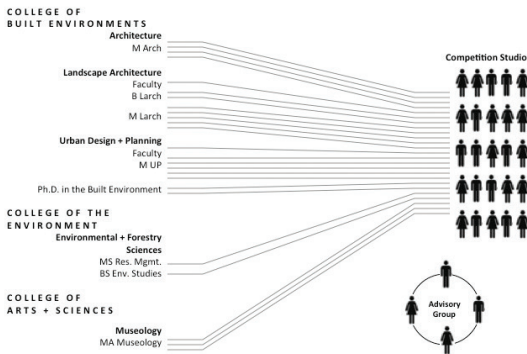 COLLEGE OF
BUILT ENVIRONMENTS
Architecture
M Arch
Landscape Architecture
Faculty
B Larch
M Larch
Urban Design + Planning
Faculty
M UP
Ph.D. in the Built Environment
COLLEGE OF THE
ENVIRONMENT
Environmental + Forestry
Sciences
MS Res. Mgmt.
BS Env. Studies
COLLEGE OF
ARTS + SCIENCES
Museology
MA Museology
Competition Studio
Advisory
Group